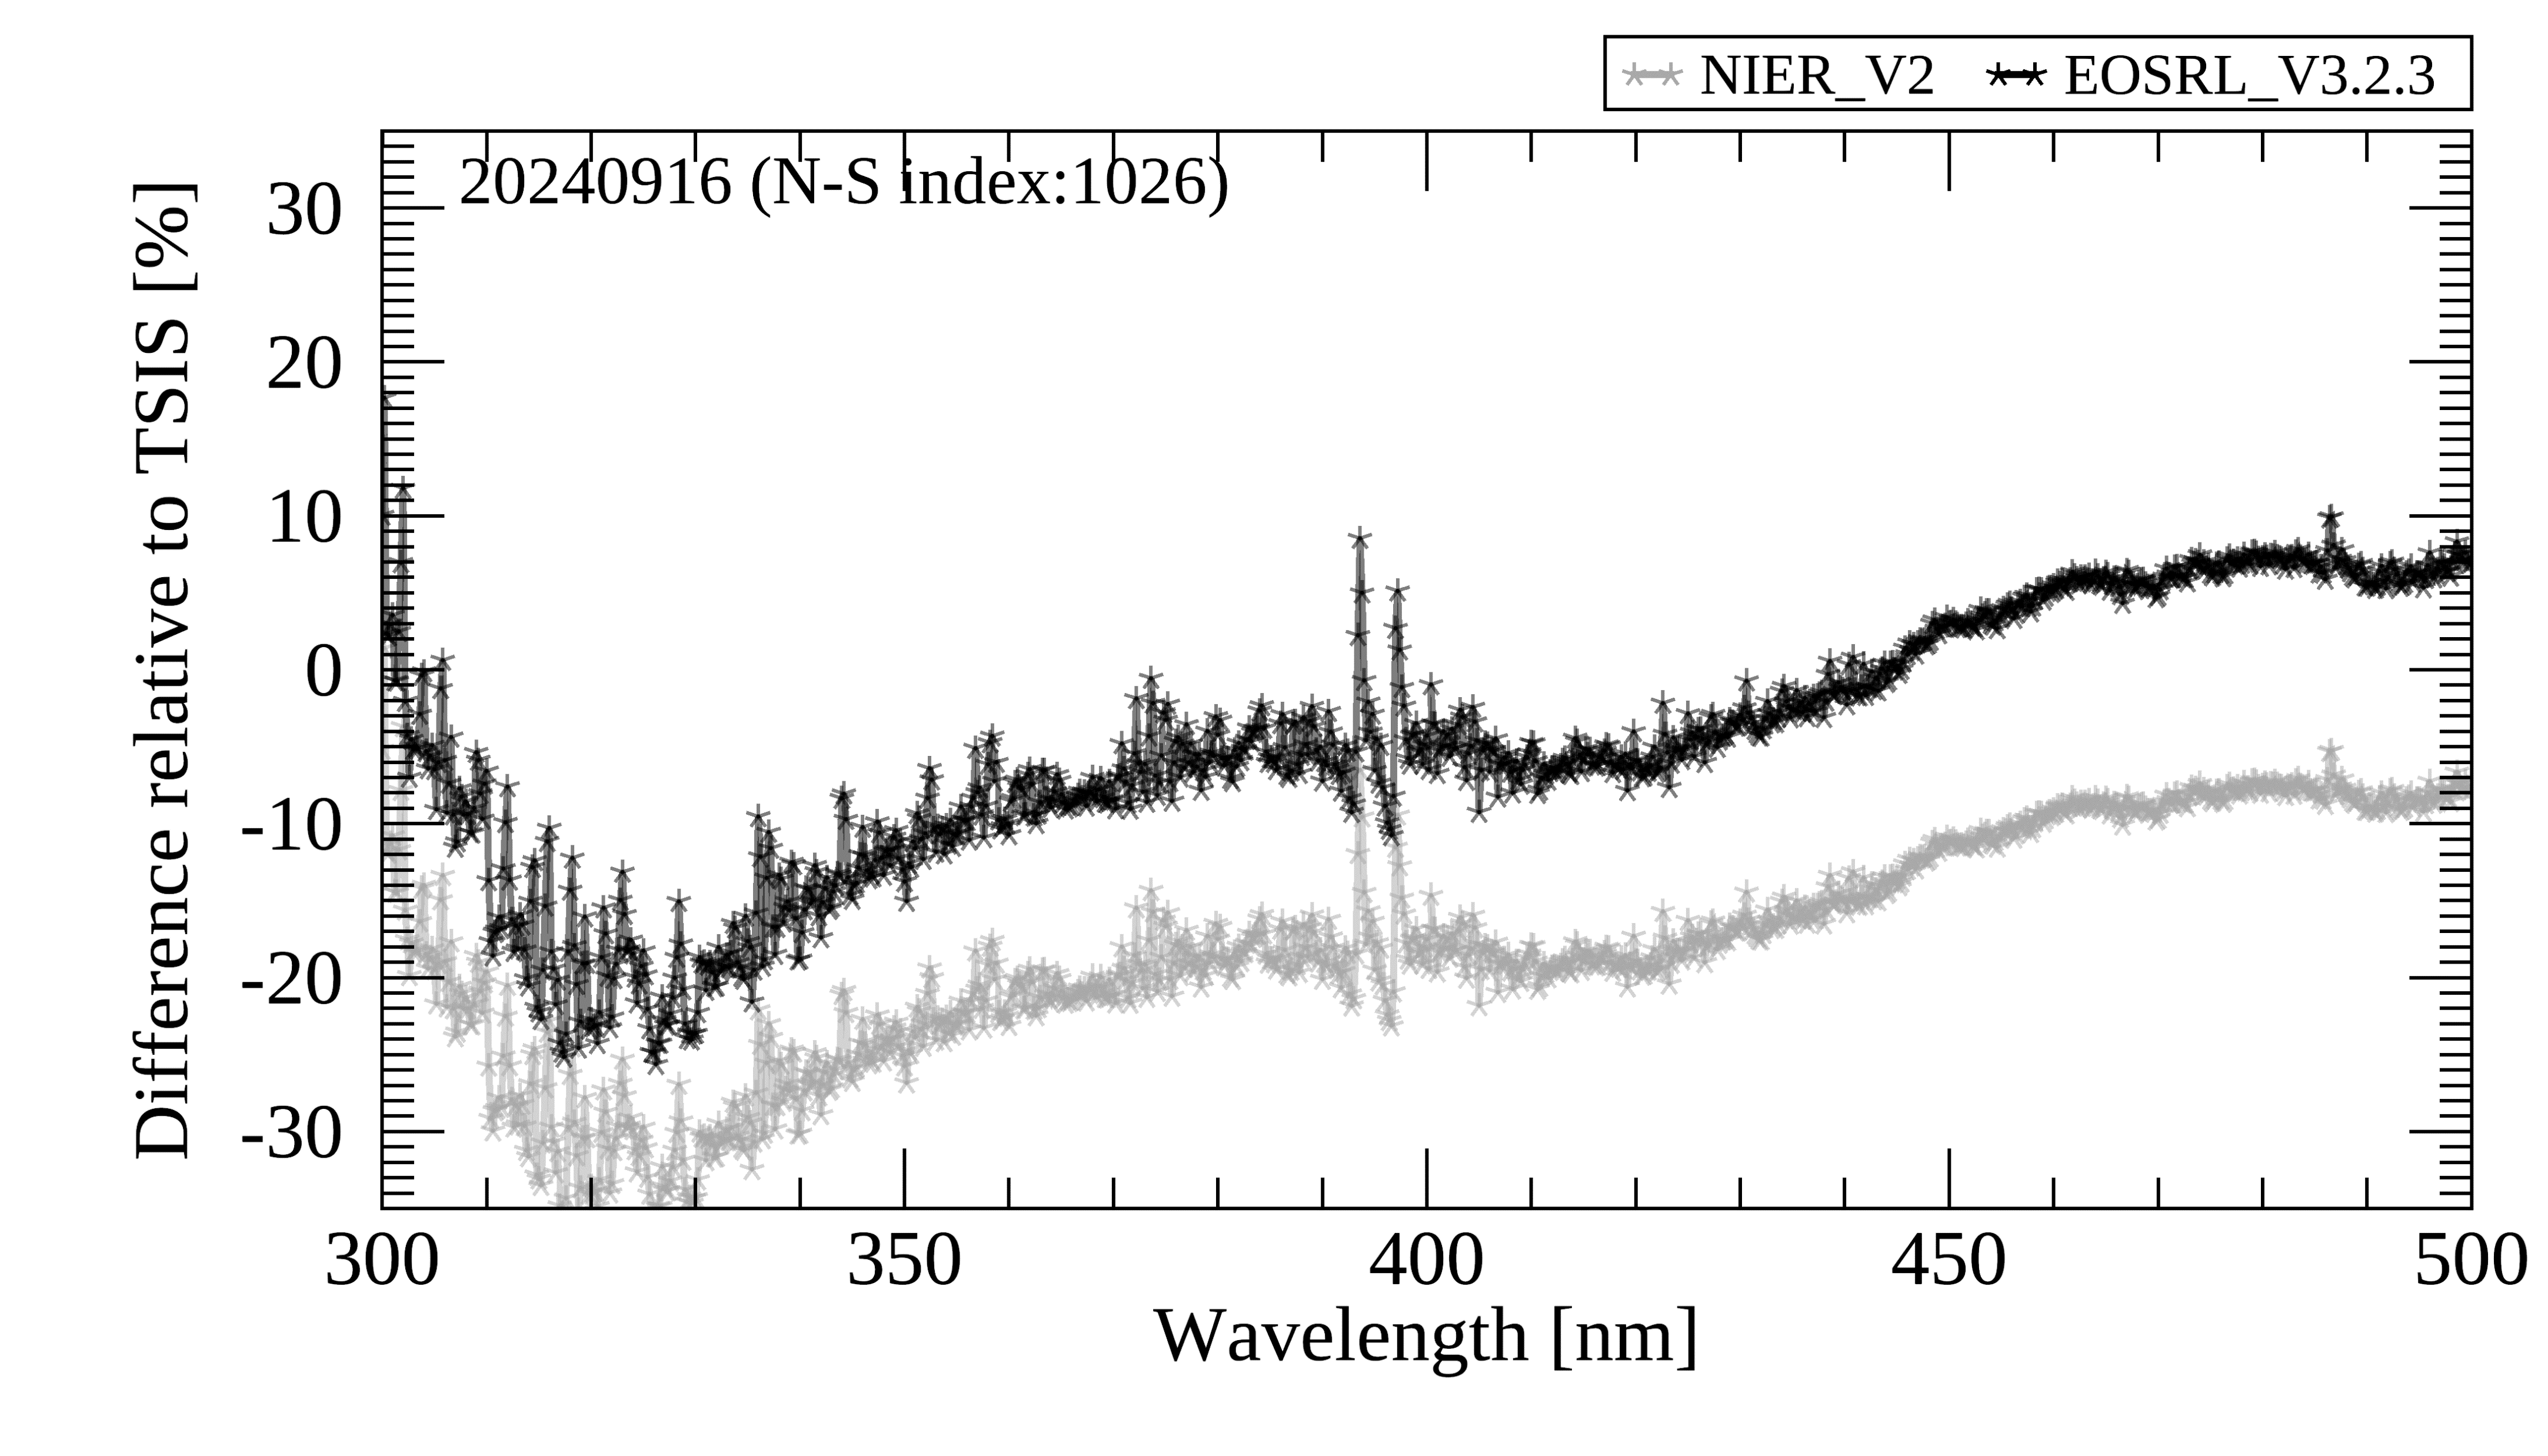 NIER_V2 EOSRL_V3.2.3
20240916 (N-S index:1026)
Difference relative to TSIS [%]
30
20
10
0
-10
-20
-30
300 350 400 450 500
Wavelength [nm]